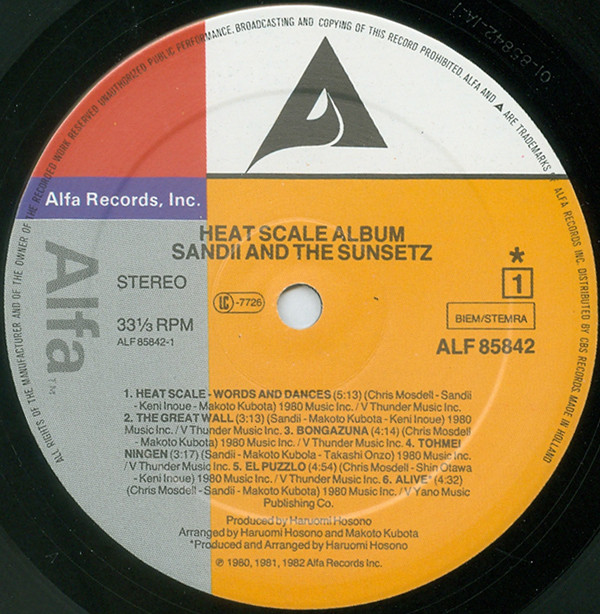 ALL RIGHTS OF THE MANUFACTURER AND OF THE OWNER OF THE RECORDED WORK RESERVED UNAUTHORIZED PUBLIC PERFORMANCE, BROADCASTING AND COPYING OF THIS RECORD PROHIBITED. ALFA AND ▲ ARE TRADEMARKS OF ALFA RECORDS INC. DISTRIBUTED BY CBS RECORDS MADE IN HOLLAND
01-85842-1A-1
Alfa Records, Inc.
Alfa™
HEAT SCALE ALBUM
SANDII AND THE SUNSETZ
STEREO
LC-7726
*
1
33⅓ RPM
BIEM/STEMRA
ALF 85842-1
ALF 85842
1. HEAT SCALE - WORDS AND DANCES (5:13) (Chris Mosdell - Sandii
- Keni Inoue - Makoto Kubota) 1980 Music Inc. / V Thunder Music Inc.
2. THE GREAT WALL (3:13) (Sandii - Makoto Kubota - Keni Inoue) 1980
Music Inc. / V Thunder Music Inc. 3. BONGAZUNA (4:14) (Chris Mosdell
- Makoto Kubota) 1980 Music Inc. / V Thunder Music Inc. 4. TOHMEI
NINGEN (3:17) (Sandii - Makoto Kubola - Takashi Onzo) 1980 Music Inc.
/ V Thunder Music Inc. 5. EL PUZZLO (4:54) (Chris Mosdell - Shin Otawa
- Keni Inoue) 1980 Music Inc. / V Thunder Music Inc. 6. ALIVE* (4:32)
(Chris Mosdell - Sandii - Makoto Kubota) 1980 Music Inc. / V Yano Music
Publishing Co.
Produced by Haruomi Hosono
Arranged by Haruomi Hosono and Makoto Kubota
*Produced and Arranged by Haruomi Hosono
℗ 1980, 1981, 1982 Alfa Records Inc.